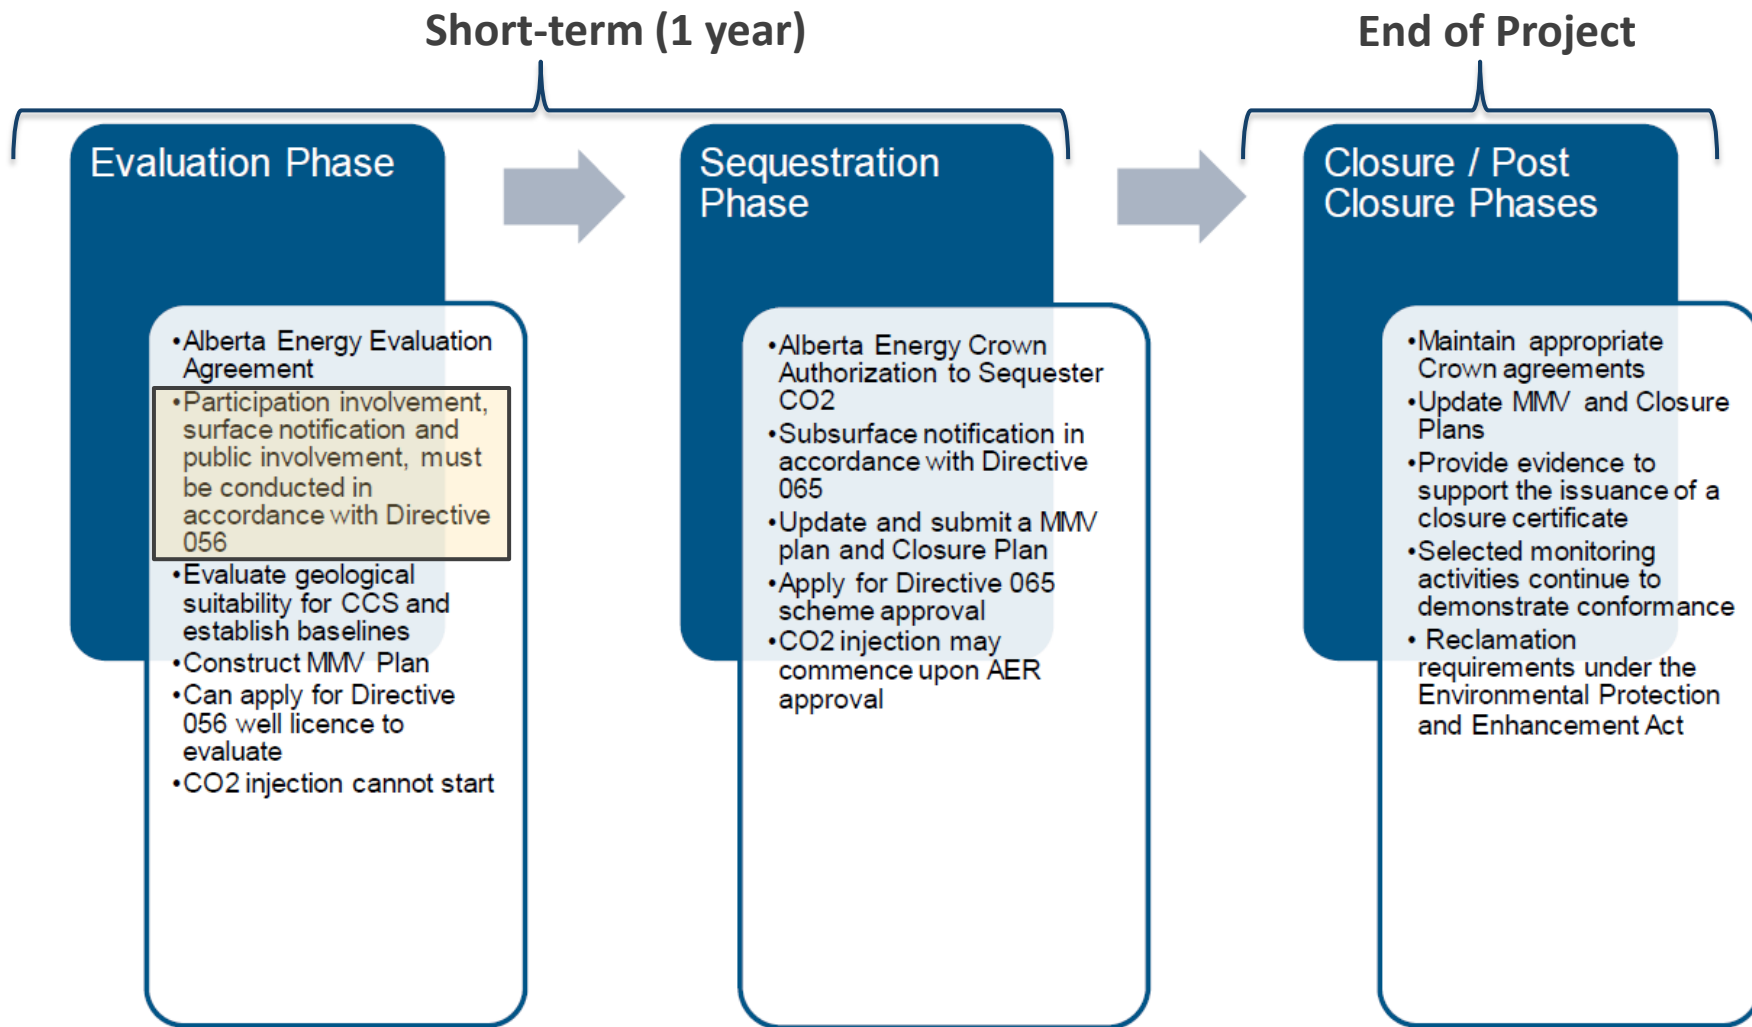 Short-term (1 year)
End of Project
Evaluation Phase
•Alberta Energy Evaluation
Agreement
•Participation involvement,
surface notification and
public involvement, must
be conducted in
accordance with Directive
056
•Evaluate geological
suitability for CCS and
establish baselines
•Construct MMV Plan
•Can apply for Directive
056 well licence to
evaluate
•CO2 injection cannot start
Sequestration
Phase
•Alberta Energy Crown
Authorization to Sequester
CO2
•Subsurface notification in
accordance with Directive
065
•Update and submit a MMV
plan and Closure Plan
•Apply for Directive 065
scheme approval
•CO2 injection may
commence upon AER
approval
Closure / Post
Closure Phases
•Maintain appropriate
Crown agreements
•Update MMV and Closure
Plans
•Provide evidence to
support the issuance of a
closure certificate
•Selected monitoring
activities continue to
demonstrate conformance
• Reclamation
requirements under the
Environmental Protection
and Enhancement Act